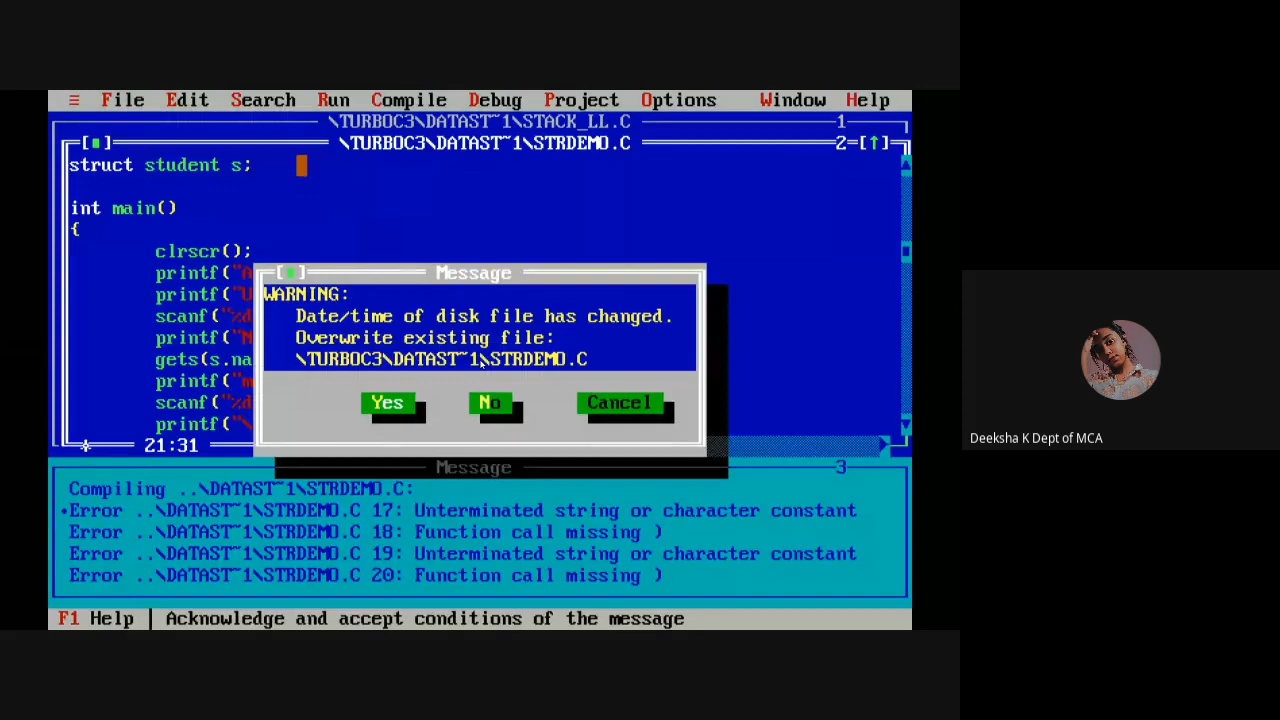 ≡ File Edit Search Run Compile Debug Project Options Window Help
\TURBOC3\DATAST~1\STACK_LL.C 1
[■] \TURBOC3\DATAST~1\STRDEMO.C 2=[↑]
struct student s;
int main()
{
clrscr();
printf("A
printf("U
scanf("%d
printf("N
gets(s.na
printf("m
scanf("%d
printf("\
21:31
[■] Message
WARNING:
Date/time of disk file has changed.
Overwrite existing file:
\TURBOC3\DATAST~1\STRDEMO.C
Yes No Cancel
Message 3
Compiling ..\DATAST~1\STRDEMO.C:
•Error ..\DATAST~1\STRDEMO.C 17: Unterminated string or character constant
Error ..\DATAST~1\STRDEMO.C 18: Function call missing )
Error ..\DATAST~1\STRDEMO.C 19: Unterminated string or character constant
Error ..\DATAST~1\STRDEMO.C 20: Function call missing )
F1 Help │ Acknowledge and accept conditions of the message
Deeksha K Dept of MCA